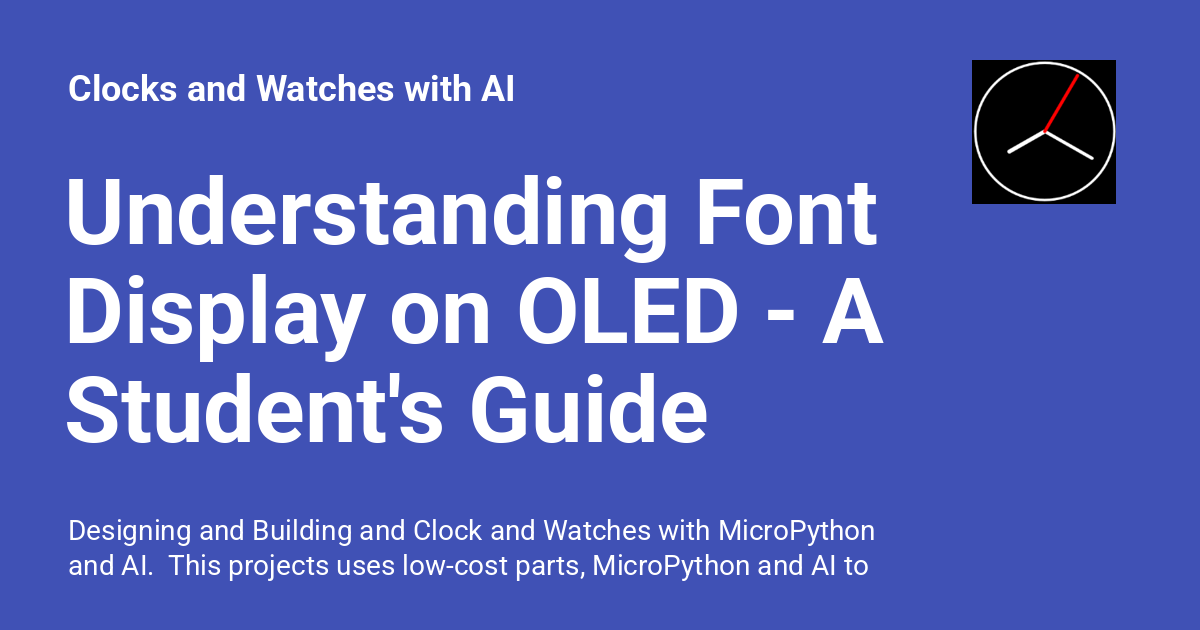 Clocks and Watches with AI
Understanding Font
Display on OLED - A
Student's Guide
Designing and Building and Clock and Watches with MicroPython
and AI.  This projects uses low-cost parts, MicroPython and AI to